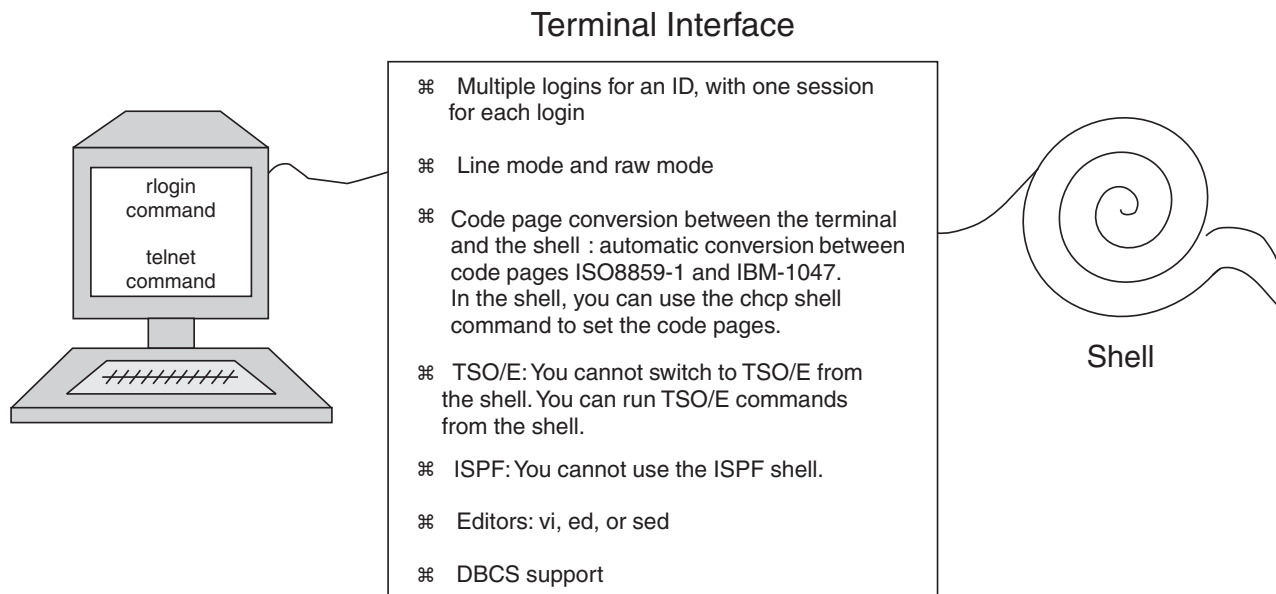 Terminal Interface
rlogin
command
telnet
command
⌘ Multiple logins for an ID, with one session
for each login
⌘ Line mode and raw mode
⌘ Code page conversion between the terminal
and the shell : automatic conversion between
code pages ISO8859-1 and IBM-1047.
In the shell, you can use the chcp shell
command to set the code pages.
⌘ TSO/E: You cannot switch to TSO/E from
the shell. You can run TSO/E commands
from the shell.
⌘ ISPF: You cannot use the ISPF shell.
⌘ Editors: vi, ed, or sed
⌘ DBCS support
Shell